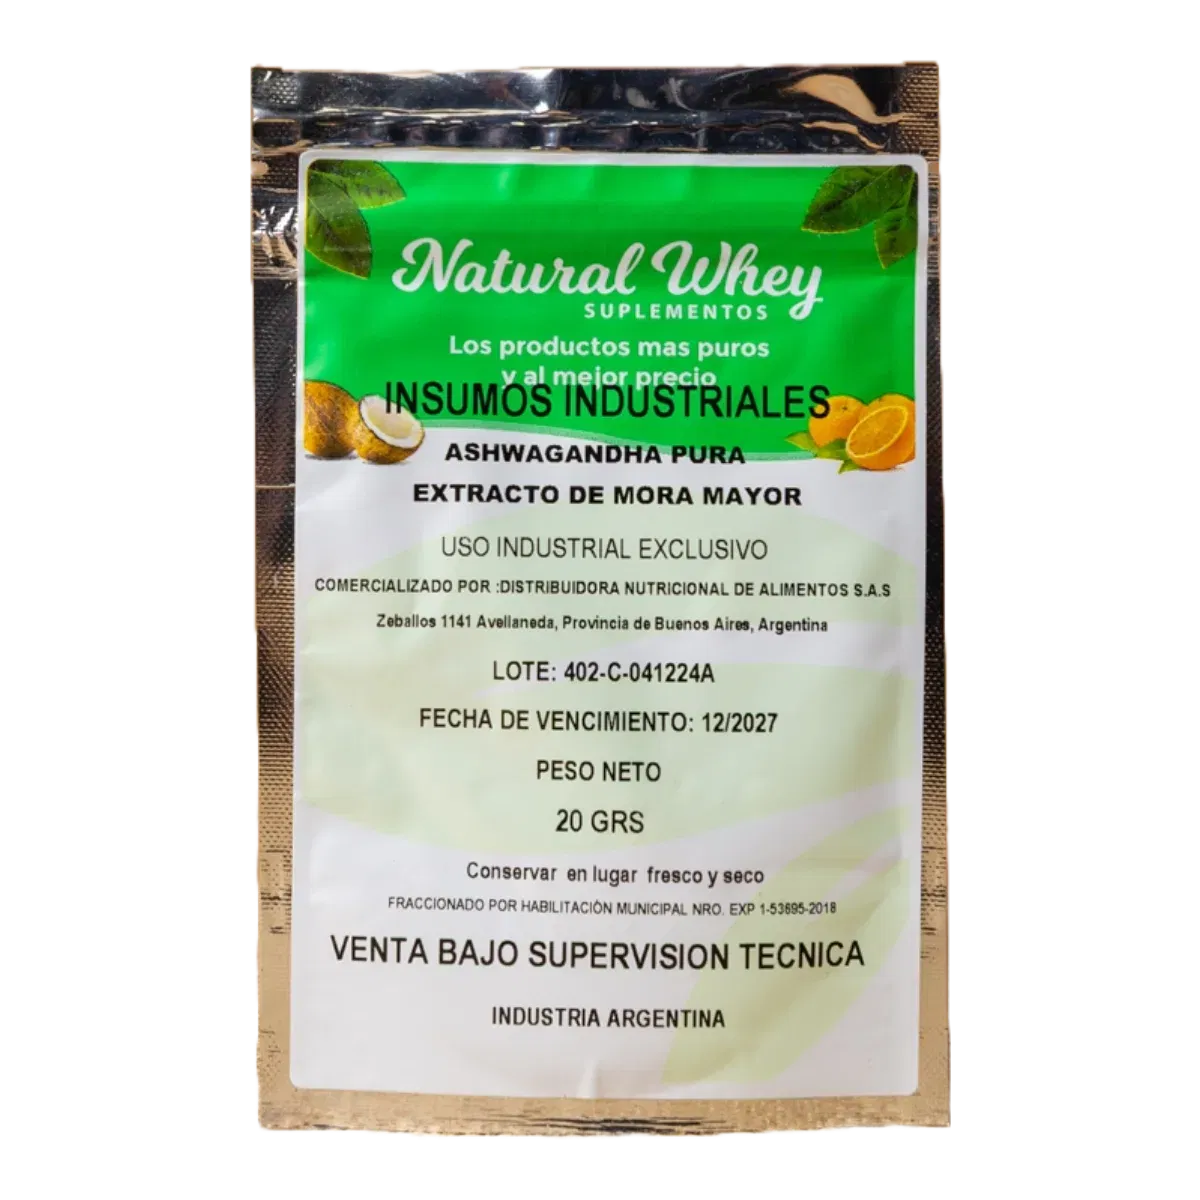 Natural Whey
SUPLEMENTOS
Los productos mas puros
y al mejor precio
INSUMOS INDUSTRIALES
ASHWAGANDHA PURA
EXTRACTO DE MORA MAYOR
USO INDUSTRIAL EXCLUSIVO
COMERCIALIZADO POR :DISTRIBUIDORA NUTRICIONAL DE ALIMENTOS S.A.S
Zeballos 1141 Avellaneda, Provincia de Buenos Aires, Argentina
LOTE: 402-C-041224A
FECHA DE VENCIMIENTO: 12/2027
PESO NETO
20 GRS
Conservar en lugar fresco y seco
FRACCIONADO POR HABILITACIÓN MUNICIPAL NRO. EXP 1-53695-2018
VENTA BAJO SUPERVISION TECNICA
INDUSTRIA ARGENTINA